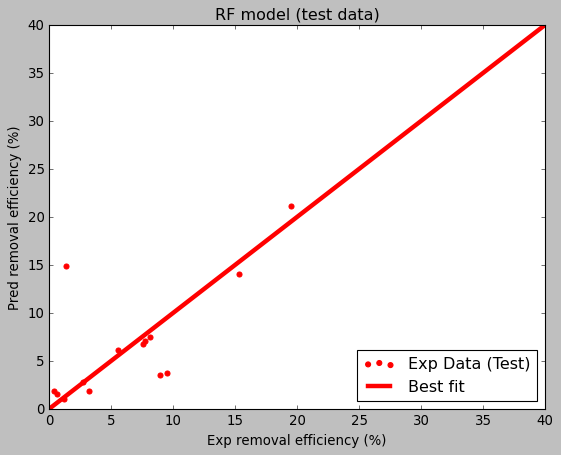 RF model (test data)
Pred removal efficiency (%)
40
35
30
25
20
15
10
5
0
0 5 10 15 20 25 30 35 40
Exp removal efficiency (%)
Exp Data (Test)
Best fit